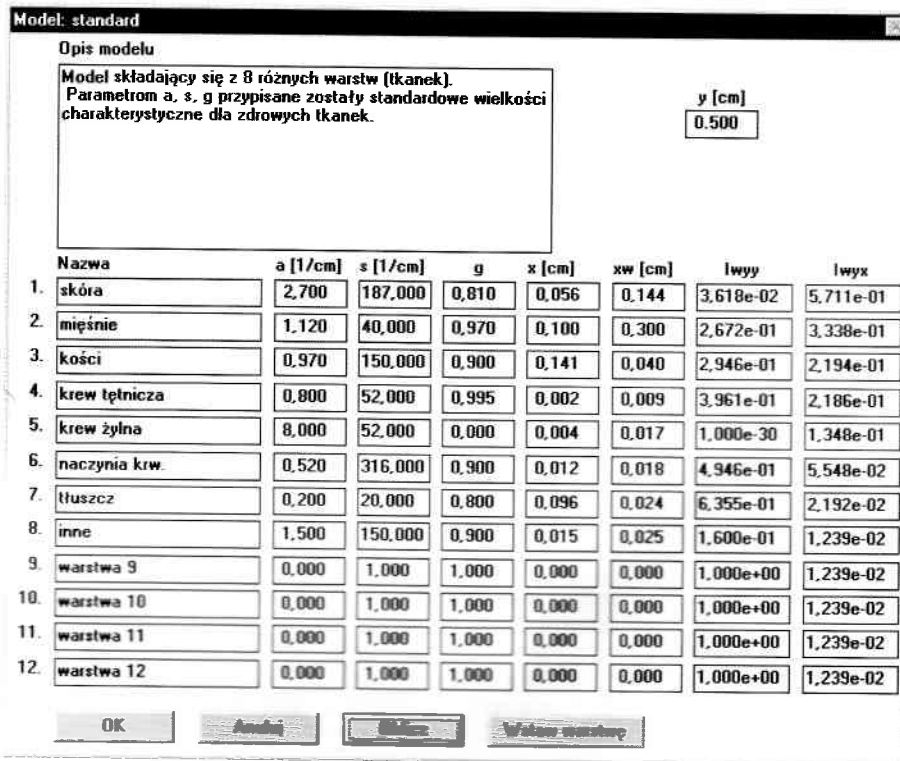 Model: standard
Opis modelu
Model składający się z 8 różnych warstw (tkanek).
Parametrom a, s, g przypisane zostały standardowe wielkości
charakterystyczne dla zdrowych tkanek.
y [cm]
0.500
Nazwa a [1/cm] s [1/cm] g x [cm] xw [cm] lwyy lwyx
1. skóra 2,700 187,000 0,810 0,056 0,144 3,618e-02 5,711e-01
2. mięśnie 1,120 40,000 0,970 0,100 0,300 2,672e-01 3,338e-01
3. kości 0,970 150,000 0,900 0,141 0,040 2,946e-01 2,194e-01
4. krew tętnicza 0,800 52,000 0,995 0,002 0,009 3,961e-01 2,186e-01
5. krew żylna 8,000 52,000 0,000 0,004 0,017 1,000e-30 1,348e-01
6. naczynia krw. 0,520 316,000 0,900 0,012 0,018 4,946e-01 5,548e-02
7. tłuszcz 0,200 20,000 0,800 0,096 0,024 6,355e-01 2,192e-02
8. inne 1,500 150,000 0,900 0,015 0,025 1,600e-01 1,239e-02
9. warstwa 9 0,000 1,000 1,000 0,000 0,000 1,000e+00 1,239e-02
10. warstwa 10 0,000 1,000 1,000 0,000 0,000 1,000e+00 1,239e-02
11. warstwa 11 0,000 1,000 1,000 0,000 0,000 1,000e+00 1,239e-02
12. warstwa 12 0,000 1,000 1,000 0,000 0,000 1,000e+00 1,239e-02
OK Anuluj Oblicz Wstaw warstwę